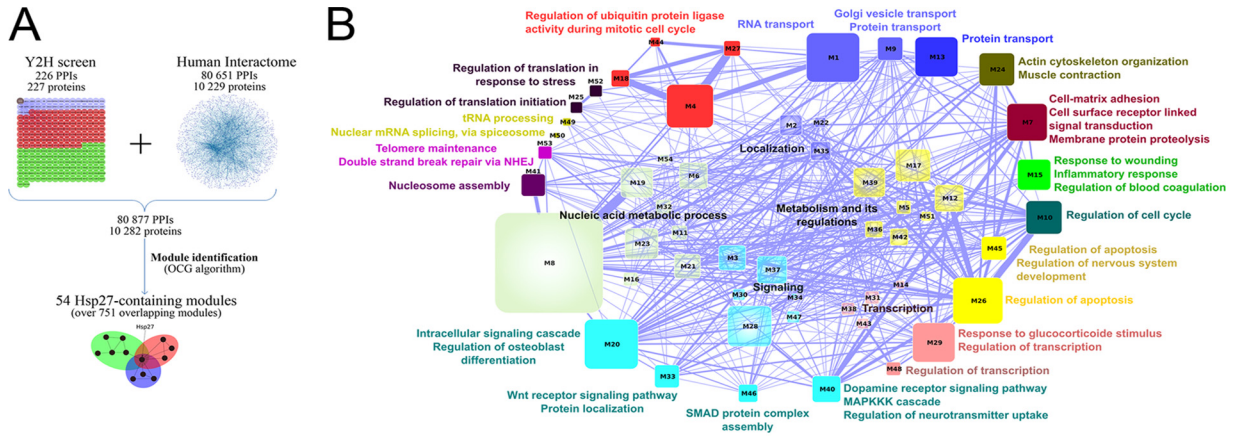 A
Y2H screen
226 PPIs
227 proteins
Human Interactome
80 651 PPIs
10 229 proteins
+
80 877 PPIs
10 282 proteins
Module identification
(OCG algorithm)
54 Hsp27-containing modules
(over 751 overlapping modules)
Hsp27
B
Regulation of ubiquitin protein ligase
activity during mitotic cell cycle
M44
M27
M18
M4
RNA transport
M1
Golgi vesicle transport
Protein transport
M9
M13
Protein transport
M24
Actin cytoskeleton organization
Muscle contraction
Regulation of translation in
response to stress
M52
M25
Regulation of translation initiation
tRNA processing
M49
Nuclear mRNA splicing, via spiceosome
M50
M53
Telomere maintenance
Double strand break repair via NHEJ
M41
Nucleosome assembly
M7
Cell-matrix adhesion
Cell surface receptor linked
signal transduction
Membrane protein proteolysis
M15
Response to wounding
Inflammatory response
Regulation of blood coagulation
M10
Regulation of cell cycle
M2
M22
M35
Localization
M54
M19
M6
M32
Nucleic acid metabolic process
M11
M23
M21
M16
M8
M17
M39
M12
M5
M51
Metabolism and its
regulations
M36
M42
M45
Regulation of apoptosis
Regulation of nervous system
development
M26
Regulation of apoptosis
M3
M37
Signaling
M30
M34
M47
M28
M14
M31
M38
Transcription
M43
M29
Response to glucocorticoide stimulus
Regulation of transcription
M48
Regulation of transcription
Intracellular signaling cascade
Regulation of osteoblast
differentiation
M20
M33
Wnt receptor signaling pathway
Protein localization
M46
SMAD protein complex
assembly
M40
Dopamine receptor signaling pathway
MAPKKK cascade
Regulation of neurotransmitter uptake